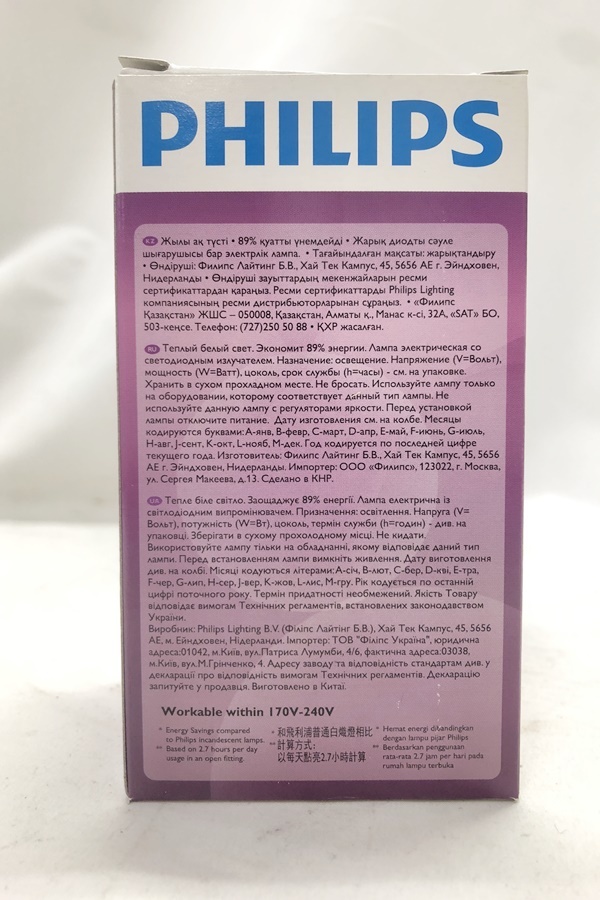 PHILIPS
KZ Жылы ақ түсті • 89% қуатты үнемдейді • Жарық диодты сәуле
шығарушысы бар электрлік лампа. • Тағайындалған мақсаты: жарықтандыру
• Өндіруші: Филипс Лайтинг Б.В., Хай Тек Кампус, 45, 5656 АЕ г. Эйндховен,
Нидерланды • Өндіруші зауыттардың мекенжайларын ресми
сертификаттардан қараңыз. Ресми сертификаттарды Philips Lighting
компаниясының ресми дистрибьюторларынан сұраңыз. • «Филипс
Қазақстан» ЖШС – 050008, Қазақстан, Алматы қ., Манас к-сі, 32А, «SAT» БО,
503-кеңсе. Телефон: (727)250 50 88 • ҚХР жасалған.
RU Теплый белый свет. Экономит 89% энергии. Лампа электрическая со
светодиодным излучателем. Назначение: освещение. Напряжение (V=Вольт),
мощность (W=Ватт), цоколь, срок службы (h=часы) - см. на упаковке.
Хранить в сухом прохладном месте. Не бросать. Используйте лампу только
на оборудовании, которому соответствует данный тип лампы. Не
используйте данную лампу с регуляторами яркости. Перед установкой
лампы отключите питание. Дату изготовления см. на колбе. Месяцы
кодируются буквами: А-янв, В-февр, С-март, D-апр, Е-май, F-июнь, G-июль,
Н-авг, J-сент, К-окт, L-нояб, М-дек. Год кодируется по последней цифре
текущего года. Изготовитель: Филипс Лайтинг Б.В., Хай Тек Кампус, 45, 5656
АЕ г. Эйндховен, Нидерланды. Импортер: ООО «Филипс», 123022, г. Москва,
ул. Сергея Макеева, д.13. Сделано в КНР.
UA Тепле біле світло. Заощаджує 89% енергії. Лампа електрична із
світлодіодним випромінювачем. Призначення: освітлення. Напруга (V=
Вольт), потужність (W=Вт), цоколь, термін служби (h=годин) - див. на
упаковці. Зберігати в сухому прохолодному місці. Не кидати.
Використовуйте лампу тільки на обладнанні, якому відповідає даний тип
лампи. Перед встановленням лампи вимкніть живлення. Дату виготовлення
див. на колбі. Місяці кодуються літерами: А-січ, В-лют, С-бер, D-кві, Е-тра,
F-чер, G-лип, Н-сер, J-вер, К-жов, L-лис, М-гру. Рік кодується по останній
цифрі поточного року. Термін придатності необмежений. Якість Товару
відповідає вимогам Технічних регламентів, встановлених законодавством
України.
Виробник: Philips Lighting B.V. (Філіпс Лайтінг Б.В.), Хай Тек Кампус, 45, 5656
АЕ, м. Ейндховен, Нідерланди. Імпортер: ТОВ "Філіпс Україна", юридична
адреса:01042, м.Київ, вул.Патриса Лумумби, 4/6, фактична адреса:03038,
м.Київ, вул.М.Грінченко, 4. Адресу заводу та відповідність стандартам див. у
декларації про відповідність вимогам Технічних регламентів. Декларацію
запитуйте у продавця. Виготовлено в Китаї.
Workable within 170V-240V
* Energy Savings compared
to Philips incandescent lamps.
** Based on 2.7 hours per day
usage in an open fitting.
* 和飛利浦普通白熾燈相比
** 計算方式:
以每天點亮2.7小時計算
* Hemat energi dibandingkan
dengan lampu pijar Philips
** Berdasarkan penggunaan
rata-rata 2.7 jam per hari pada
rumah lampu terbuka